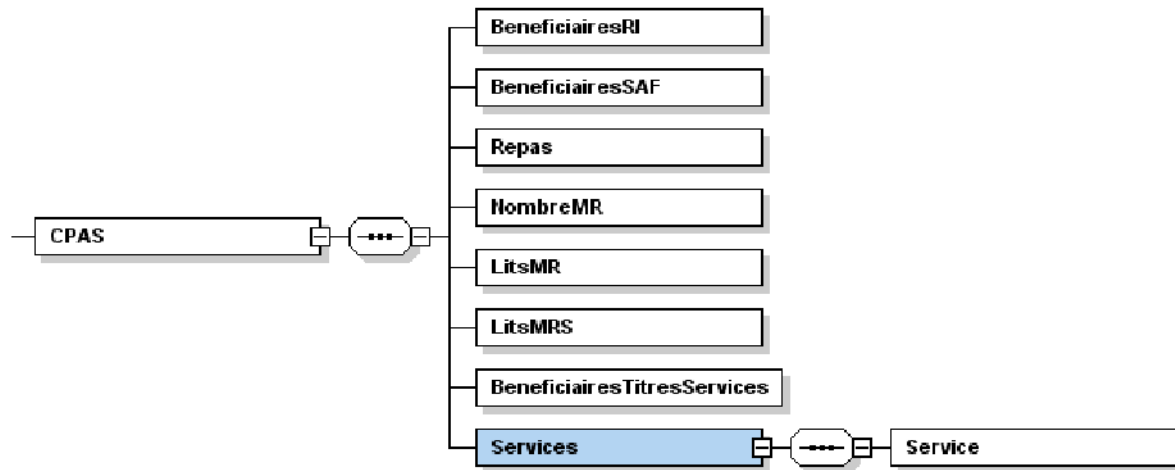 BeneficiairesRI
BeneficiairesSAF
Repas
NombreMR
CPAS
LitsMR
LitsMRS
BeneficiairesTitresServices
Services
Service